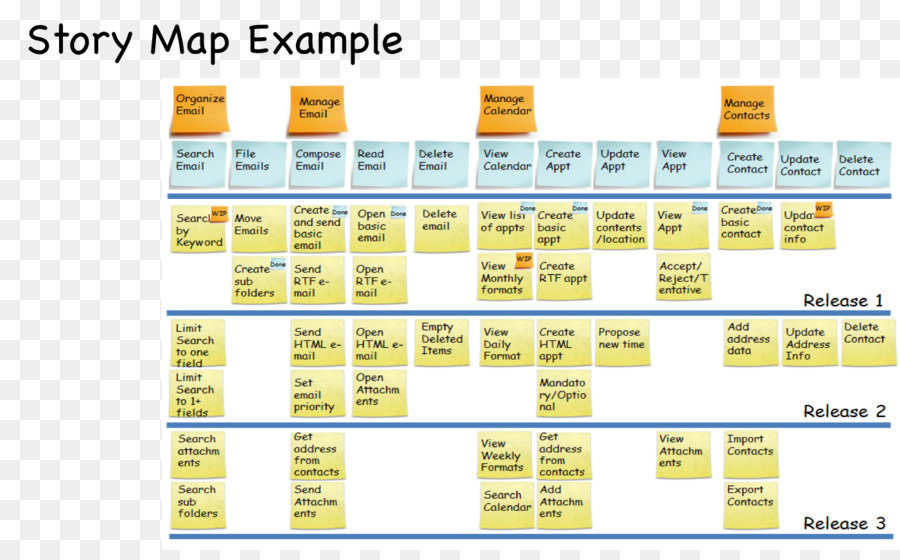 Story Map Example
Organize
Email
Manage
Email
Manage
Calendar
Manage
Contacts
Search
Email
File
Emails
Compose
Email
Read
Email
Delete
Email
View
Calendar
Create
Appt
Update
Appt
View
Appt
Create
Contact
Update
Contact
Delete
Contact
Search
by
Keyword
WIP
Move
Emails
Create
and send
basic
email
Done
Open
basic
email
Done
Delete
email
View list
of appts
Done
Create
basic
appt
Done
Update
contents
/location
View
Appt
Done
Create
basic
contact
Done
Update
contact
info
WIP
Create
sub
folders
Done
Send
RTF e-
mail
Open
RTF e-
mail
View
Monthly
formats
WIP
Create
RTF appt
Accept/
Reject/T
entative
Release 1
Limit
Search
to one
field
Send
HTML e-
mail
Open
HTML e-
mail
Empty
Deleted
Items
View
Daily
Format
Create
HTML
appt
Propose
new time
Add
address
data
Update
Address
Info
Delete
Contact
Limit
Search
to 1+
fields
Set
email
priority
Open
Attachm
ents
Mandato
ry/Optio
nal
Release 2
Search
attachm
ents
Get
address
from
contacts
View
Weekly
Formats
Get
address
from
contacts
View
Attachm
ents
Import
Contacts
Search
sub
folders
Send
Attachm
ents
Search
Calendar
Add
Attachm
ents
Export
Contacts
Release 3